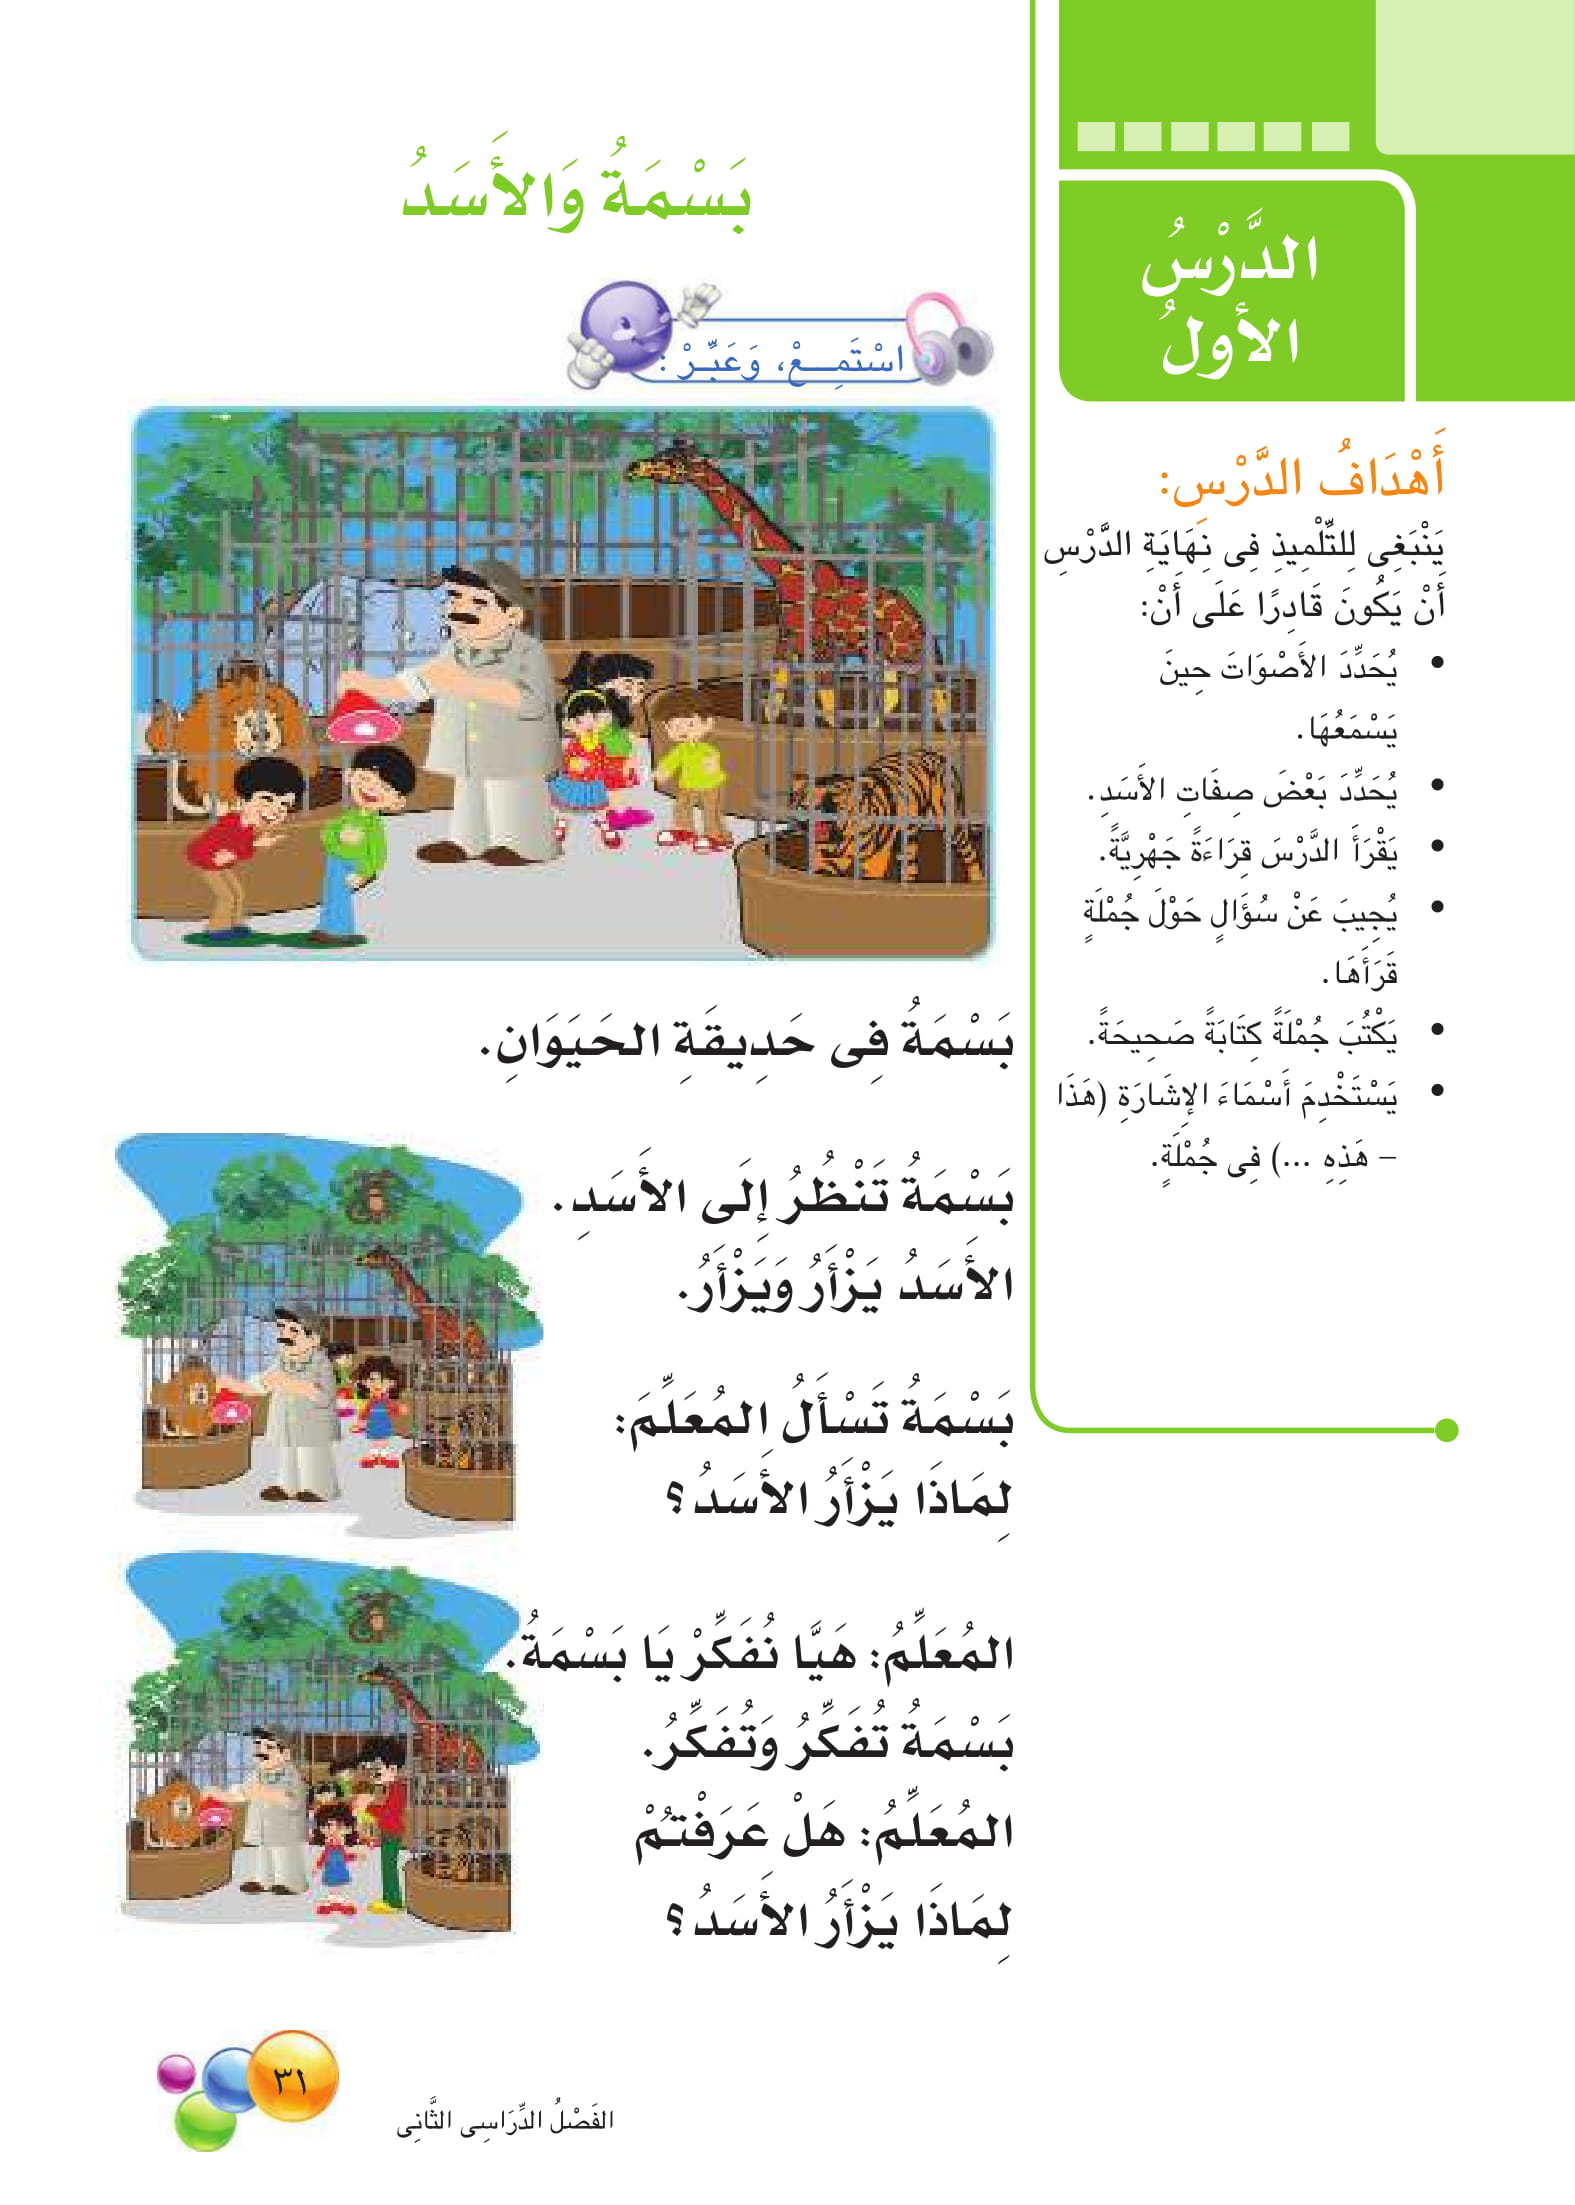 الدَّرْسُ
الأولُ
بَسْمَةُ وَالأَسَدُ
اسْتَمِـــعْ، وَعَبِّـرْ :
أَهْدَافُ الدَّرْسِ:
يَنْبَغِى لِلتِّلْمِيذِ فِى نِهَايَةِ الدَّرْسِ
أَنْ يَكُونَ قَادِرًا عَلَى أَنْ:
• يُحَدِّدَ الأَصْوَاتَ حِينَ
يَسْمَعُهَا.
• يُحَدِّدَ بَعْضَ صِفَاتِ الأَسَدِ.
• يَقْرَأَ الدَّرْسَ قِرَاءَةً جَهْرِيَّةً.
• يُجِيبَ عَنْ سُؤَالٍ حَوْلَ جُمْلَةٍ
قَرَأَهَا.
• يَكْتُبَ جُمْلَةً كِتَابَةً صَحِيحَةً.
• يَسْتَخْدِمَ أَسْمَاءَ الإِشَارَةِ (هَذَا
– هَذِهِ ...) فِى جُمْلَةٍ.
بَسْمَةُ فِى حَدِيقَةِ الحَيَوَانِ.
بَسْمَةُ تَنْظُرُ إِلَى الأَسَدِ.
الأَسَدُ يَزْأَرُ وَيَزْأَرُ.
بَسْمَةُ تَسْأَلُ المُعَلِّمَ:
لِمَاذَا يَزْأَرُ الأَسَدُ؟
المُعَلِّمُ: هَيَّا نُفَكِّرْ يَا بَسْمَةُ.
بَسْمَةُ تُفَكِّرُ وَتُفَكِّرُ.
المُعَلِّمُ: هَلْ عَرَفْتُمْ
لِمَاذَا يَزْأَرُ الأَسَدُ؟
الفَصْلُ الدِّرَاسِى الثَّانِى
٣١